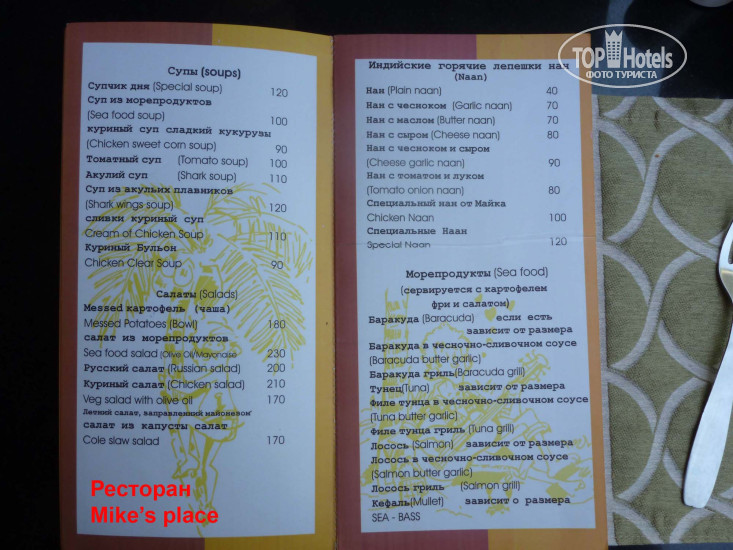 Супы (soups)
Супчик дня (Special soup) 120
Суп из морепродуктов
(Sea food soup) 100
куриный суп сладкий кукурузы
(Chicken sweet corn soup) 90
Томатный суп (Tomato soup) 100
Акулий суп (Shark soup) 110
Суп из акульих плавников
(Shark wings soup) 120
сливки куриный суп
Cream of Chicken Soup 110
Куриный Бульон
Chicken Clear Soup 90
Салаты (Salads)
Messed картофель (чаша)
Messed Potatoes (Bowl) 180
салат из морепродуктов
Sea food salad (Olive Oil/Mayonaise 230
Русский салат (Russian salad) 200
Куриный салат (Chicken salad) 210
Veg salad with olive oil 170
Летний салат, заправленний майонезом
салат из капусты салат
Cole slaw salad 170
Ресторан
Mike's place
Индийские горячие лепешки нан
(Naan)
Нан (Plain naan) 40
Нан с чесноком (Garlic naan) 70
Нан с маслом (Butter naan) 70
Нан с сыром (Cheese naan) 80
Нан с чесноком и сыром
(Cheese garlic naan) 90
Нан с томатом и луком
(Tomato onion naan) 80
Специальный нан от Майка
Chicken Naan 100
Специальные Наан
Special Naan 120
Морепродукты (Sea food)
(сервируется с картофелем
фри и салатом)
Баракуда (Baracuda) если есть
зависит от размера
Баракуда в чесночно-сливочном соусе
(Baracuda butter garlic)
Баракуда гриль(Baracuda grill)
Тунец(Tuna) зависит от размера
Филе тунца в чесночно-сливочном соусе
(Tuna butter garlic)
Филе тунца гриль (Tuna grill)
Лосось (Salmon) зависит от размера
Лосось в чесночно-сливочном соусе
(Salmon butter garlic)
Лосось гриль (Salmon grill)
Кефаль(Mullet) зависит о размера
SEA - BASS
TOP Hotels
ФОТО ТУРИСТА